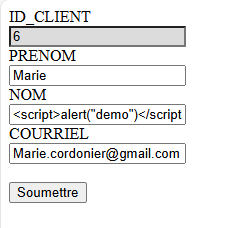 ID_CLIENT
6
PRENOM
Marie
NOM
<script>alert("demo")</script
COURRIEL
Marie.cordonier@gmail.com
Soumettre